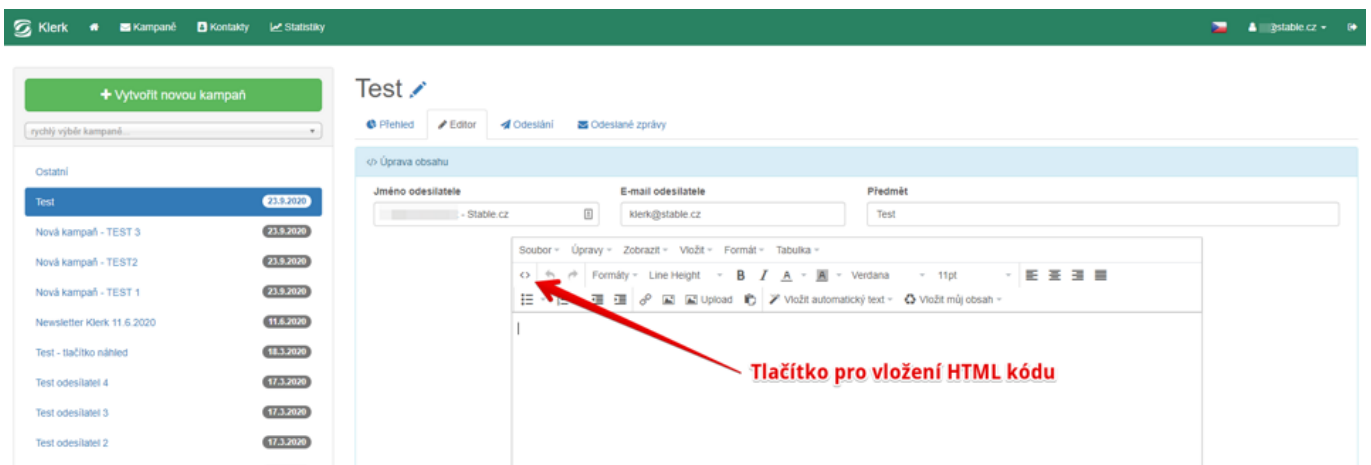 Klerk Kampaně Kontakty Statistiky @stable.cz
+ Vytvořit novou kampaň
rychlý výběr kampaně...
Ostatní
Test 23.9.2020
Nová kampaň - TEST 3 23.9.2020
Nová kampaň - TEST2 23.9.2020
Nová kampaň - TEST 1 23.9.2020
Newsletter Klerk 11.6.2020 11.6.2020
Test - tlačítko náhled 18.3.2020
Test odesílatel 4 17.3.2020
Test odesílatel 3 17.3.2020
Test odesílatel 2 17.3.2020
Test
Přehled Editor Odeslání Odeslané zprávy
</> Úprava obsahu
Jméno odesílatele E-mail odesílatele Předmět
- Stable.cz klerk@stable.cz Test
Soubor Úpravy Zobrazit Vložit Formát Tabulka
<> Formáty Line Height B I A A Verdana 11pt
Upload Vložit automatický text Vložit můj obsah
Tlačítko pro vložení HTML kódu